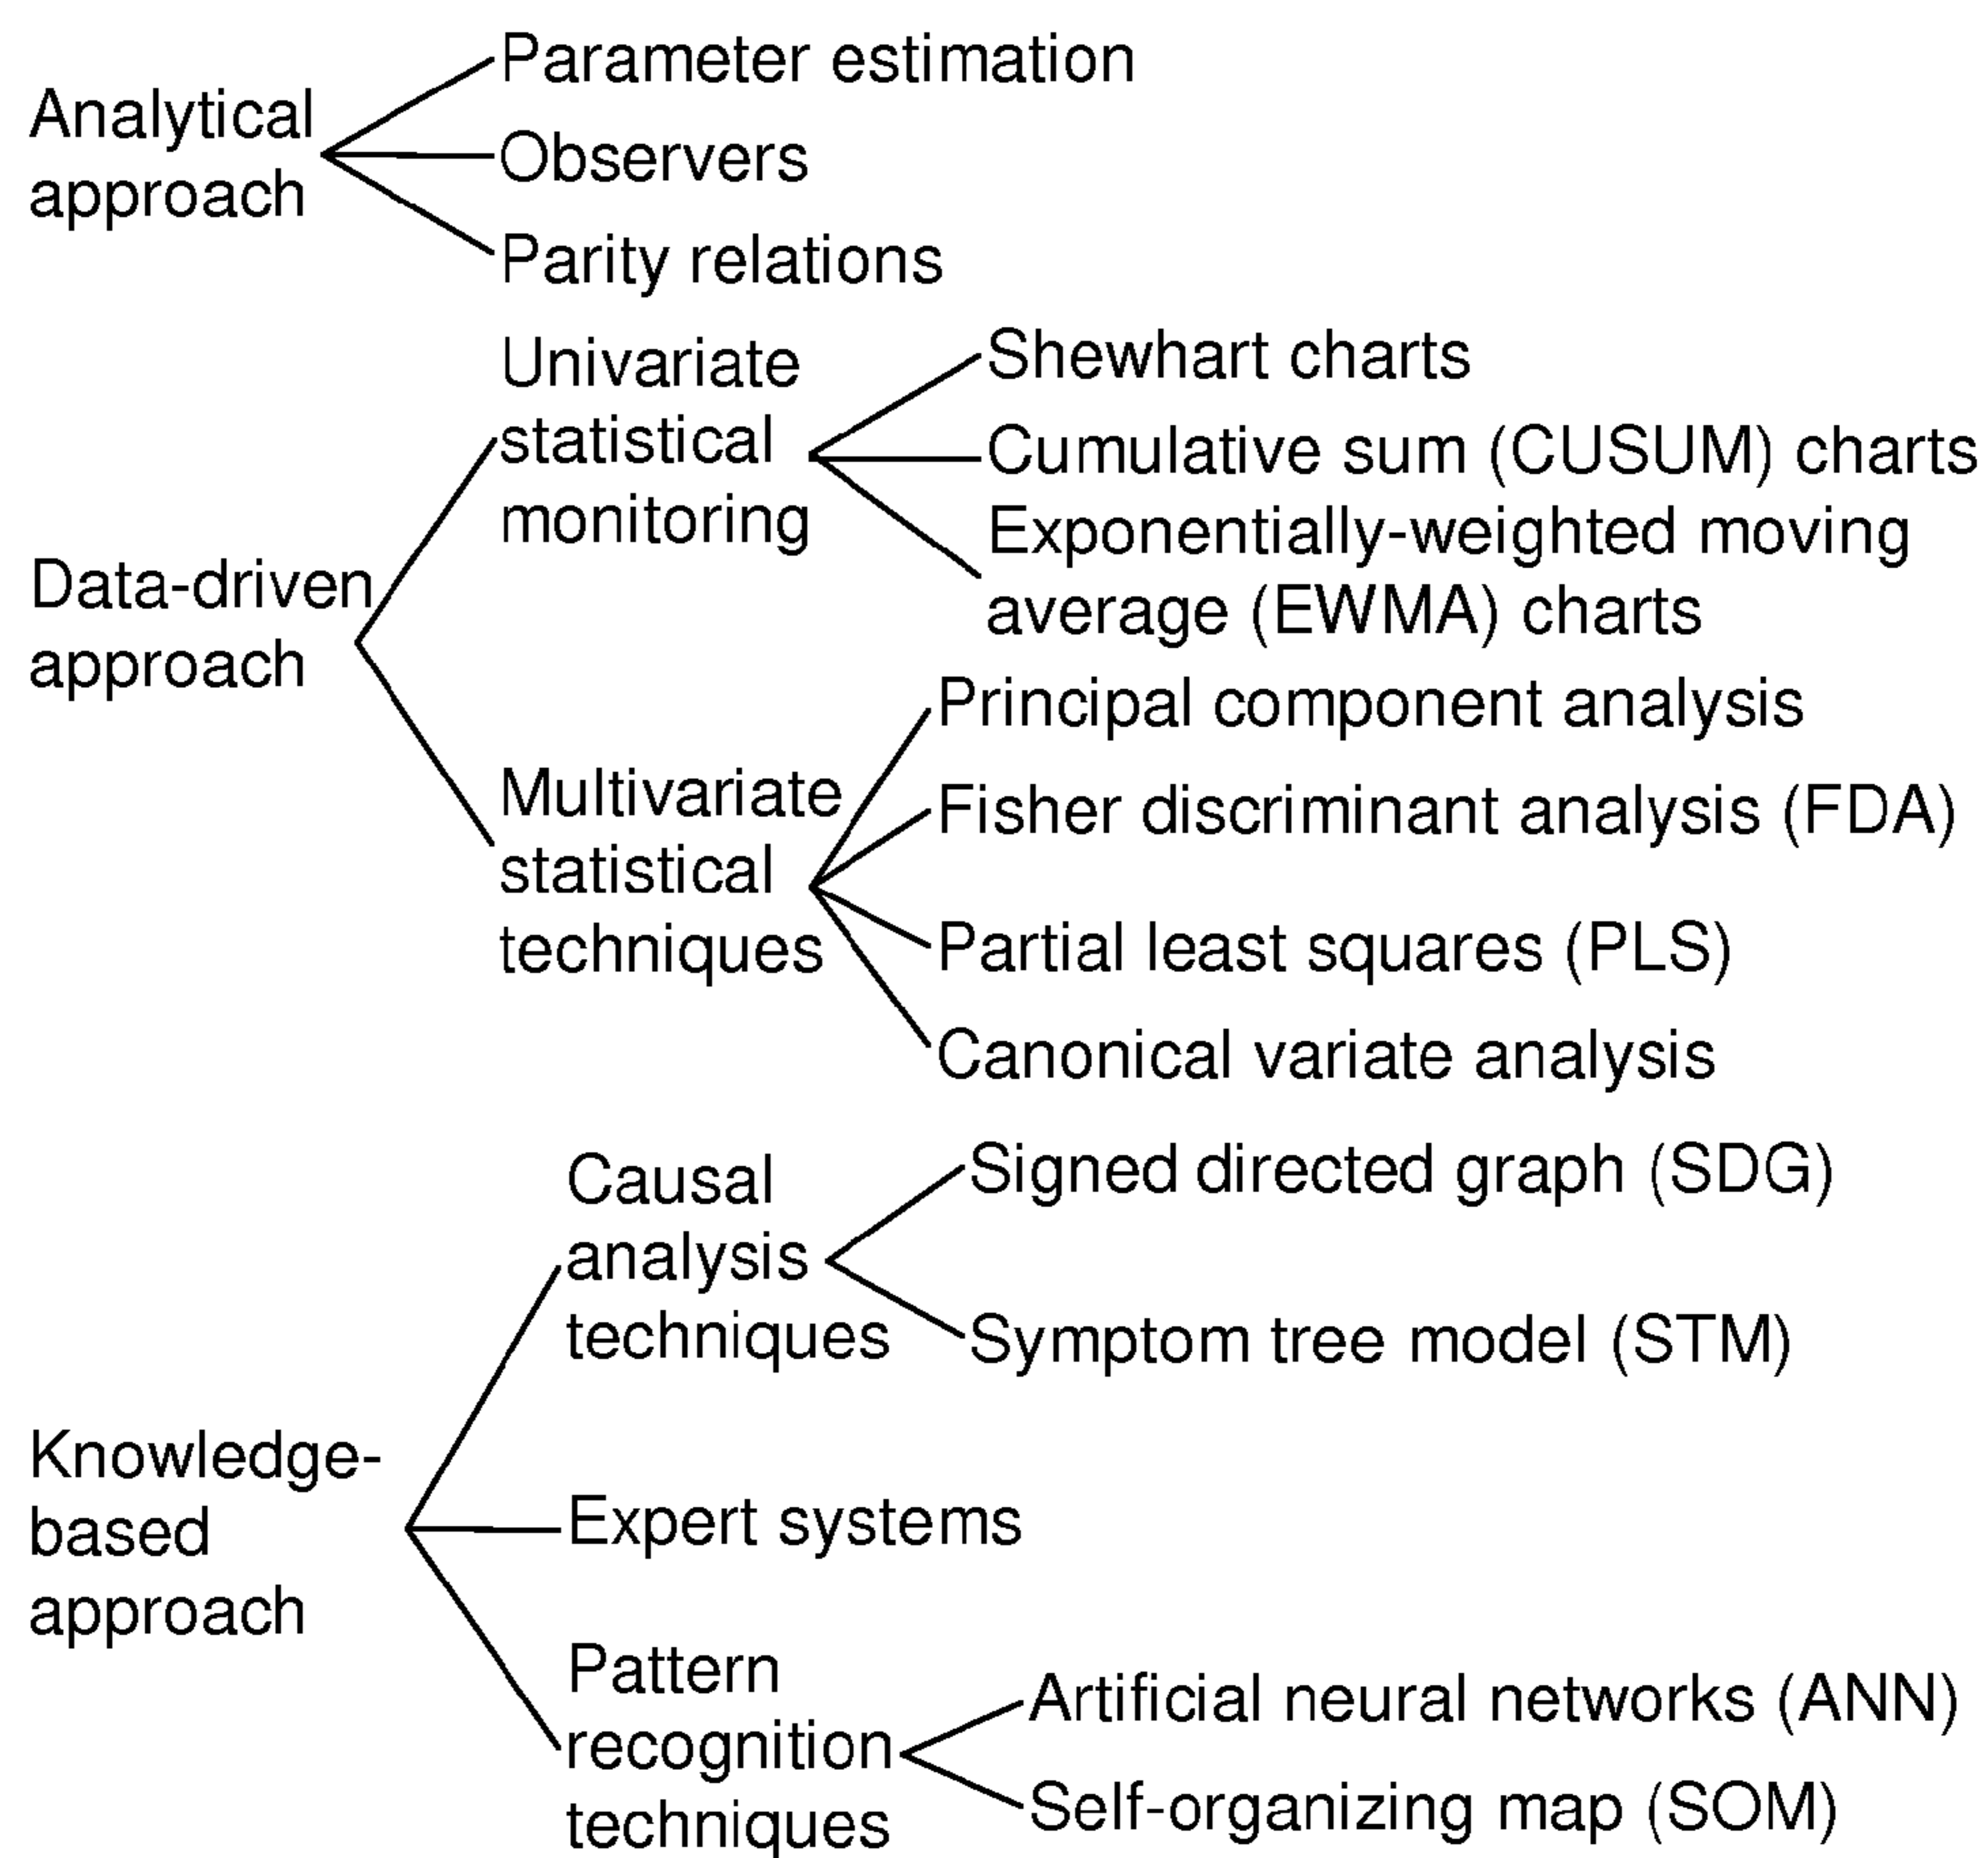 Analytical
approach
Parameter estimation
Observers
Parity relations
Data-driven
approach
Univariate
statistical
monitoring
Shewhart charts
Cumulative sum (CUSUM) charts
Exponentially-weighted moving
average (EWMA) charts
Multivariate
statistical
techniques
Principal component analysis
Fisher discriminant analysis (FDA)
Partial least squares (PLS)
Canonical variate analysis
Knowledge-
based
approach
Causal
analysis
techniques
Signed directed graph (SDG)
Symptom tree model (STM)
Expert systems
Pattern
recognition
techniques
Artificial neural networks (ANN)
Self-organizing map (SOM)